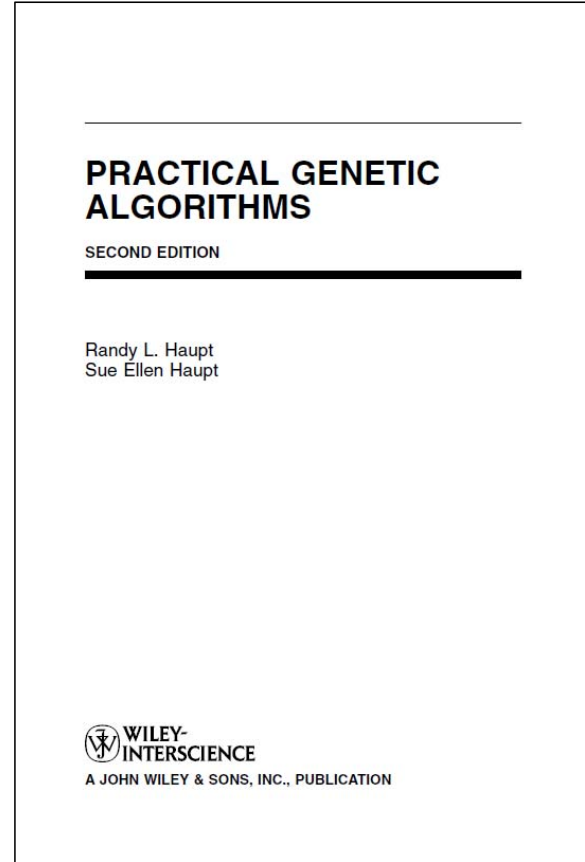 PRACTICAL GENETIC
ALGORITHMS
SECOND EDITION
Randy L. Haupt
Sue Ellen Haupt
WILEY-
INTERSCIENCE
A JOHN WILEY & SONS, INC., PUBLICATION